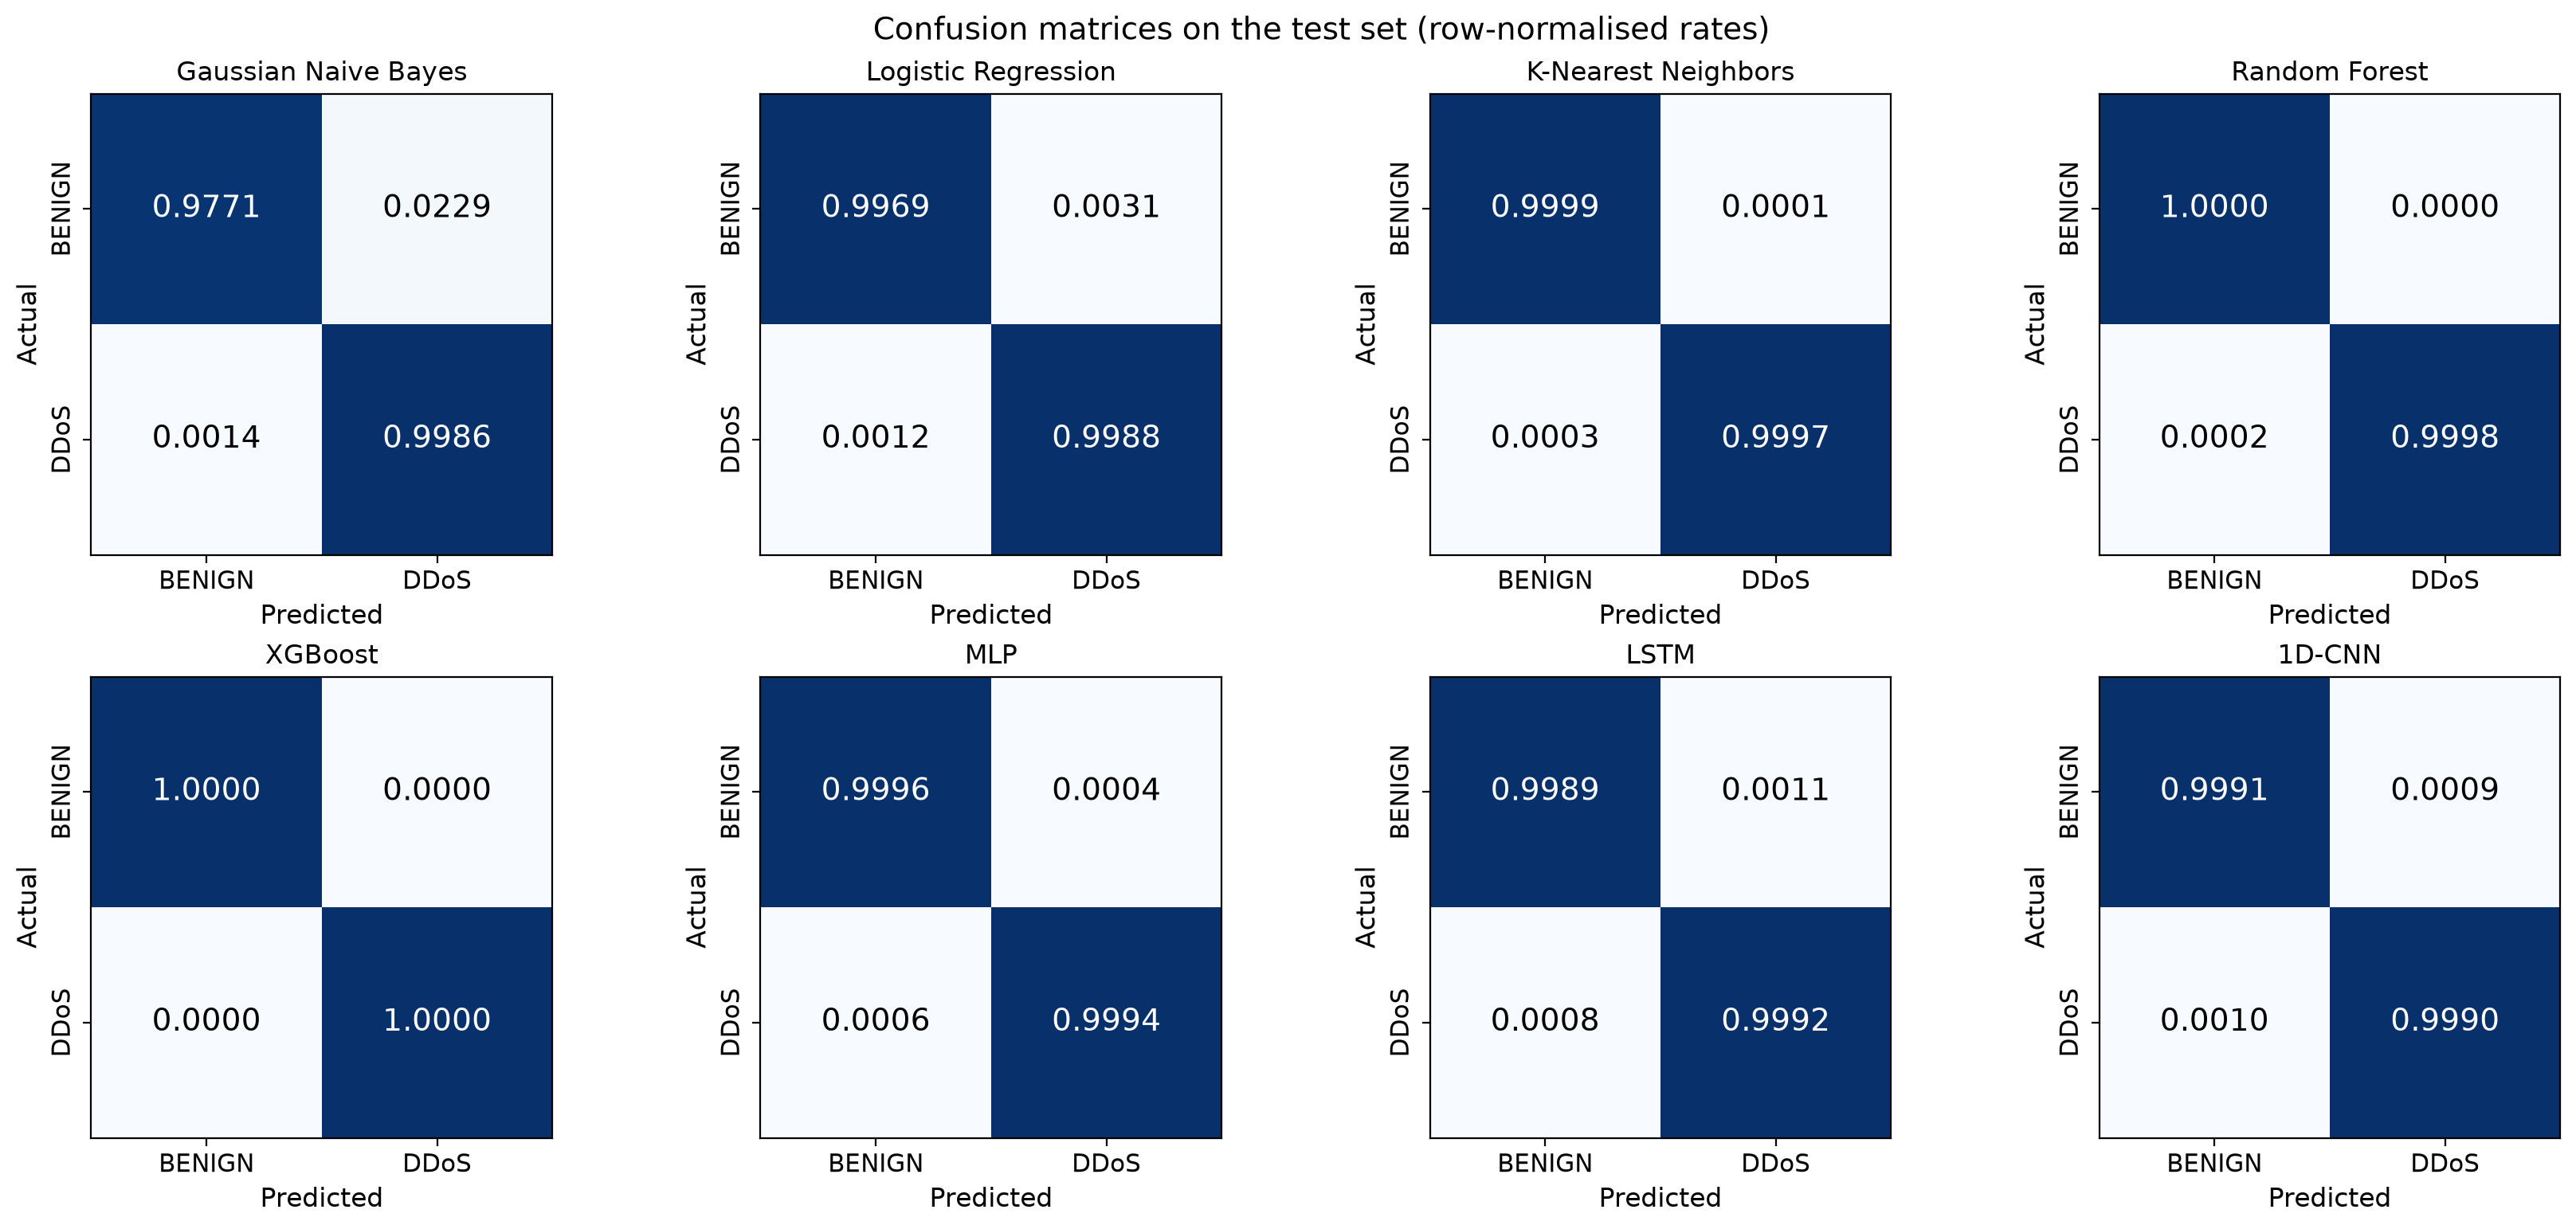 Confusion matrices on the test set (row-normalised rates)
Gaussian Naive Bayes
Actual
BENIGN
0.9771 0.0229
DDoS
0.0014 0.9986
BENIGN DDoS
Predicted
Logistic Regression
Actual
BENIGN
0.9969 0.0031
DDoS
0.0012 0.9988
BENIGN DDoS
Predicted
K-Nearest Neighbors
Actual
BENIGN
0.9999 0.0001
DDoS
0.0003 0.9997
BENIGN DDoS
Predicted
Random Forest
Actual
BENIGN
1.0000 0.0000
DDoS
0.0002 0.9998
BENIGN DDoS
Predicted
XGBoost
Actual
BENIGN
1.0000 0.0000
DDoS
0.0000 1.0000
BENIGN DDoS
Predicted
MLP
Actual
BENIGN
0.9996 0.0004
DDoS
0.0006 0.9994
BENIGN DDoS
Predicted
LSTM
Actual
BENIGN
0.9989 0.0011
DDoS
0.0008 0.9992
BENIGN DDoS
Predicted
1D-CNN
Actual
BENIGN
0.9991 0.0009
DDoS
0.0010 0.9990
BENIGN DDoS
Predicted